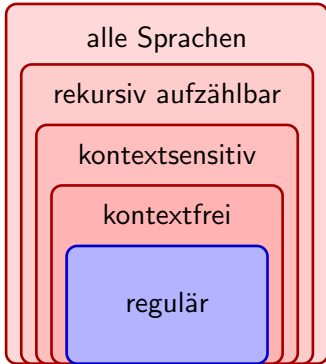 alle Sprachen
rekursiv aufzählbar
kontextsensitiv
kontextfrei
regulär